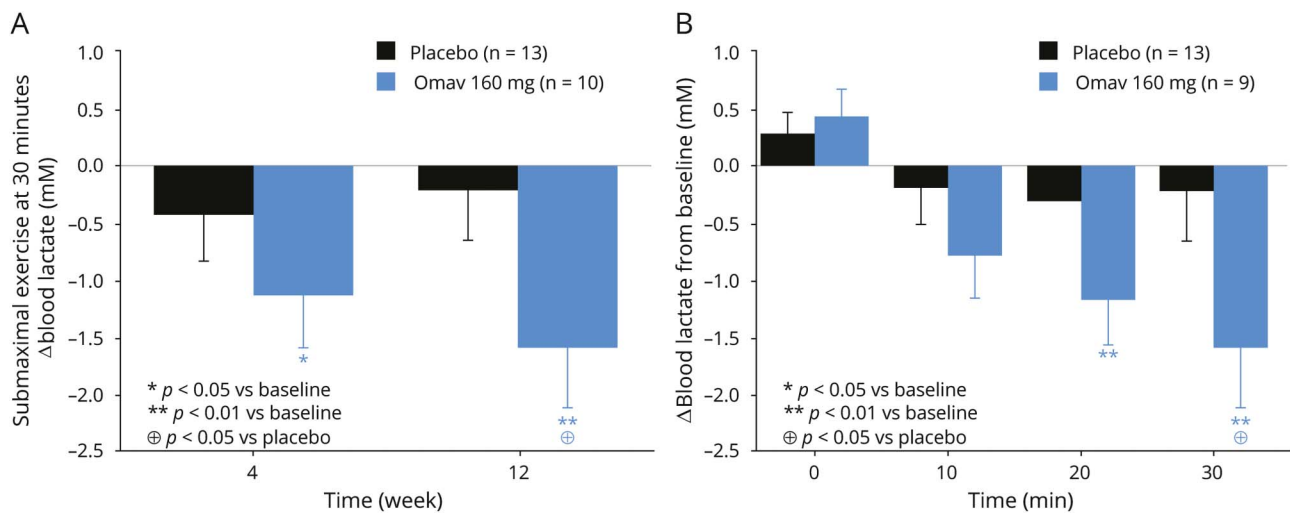 A
Submaximal exercise at 30 minutes
Δblood lactate (mM)
1.0
0.5
0.0
−0.5
−1.0
−1.5
−2.0
−2.5
Placebo (n = 13)
Omav 160 mg (n = 10)
*
**
⊕
* p < 0.05 vs baseline
** p < 0.01 vs baseline
⊕ p < 0.05 vs placebo
4
12
Time (week)
B
ΔBlood lactate from baseline (mM)
1.0
0.5
0.0
−0.5
−1.0
−1.5
−2.0
−2.5
Placebo (n = 13)
Omav 160 mg (n = 9)
**
**
⊕
* p < 0.05 vs baseline
** p < 0.01 vs baseline
⊕ p < 0.05 vs placebo
0
10
20
30
Time (min)